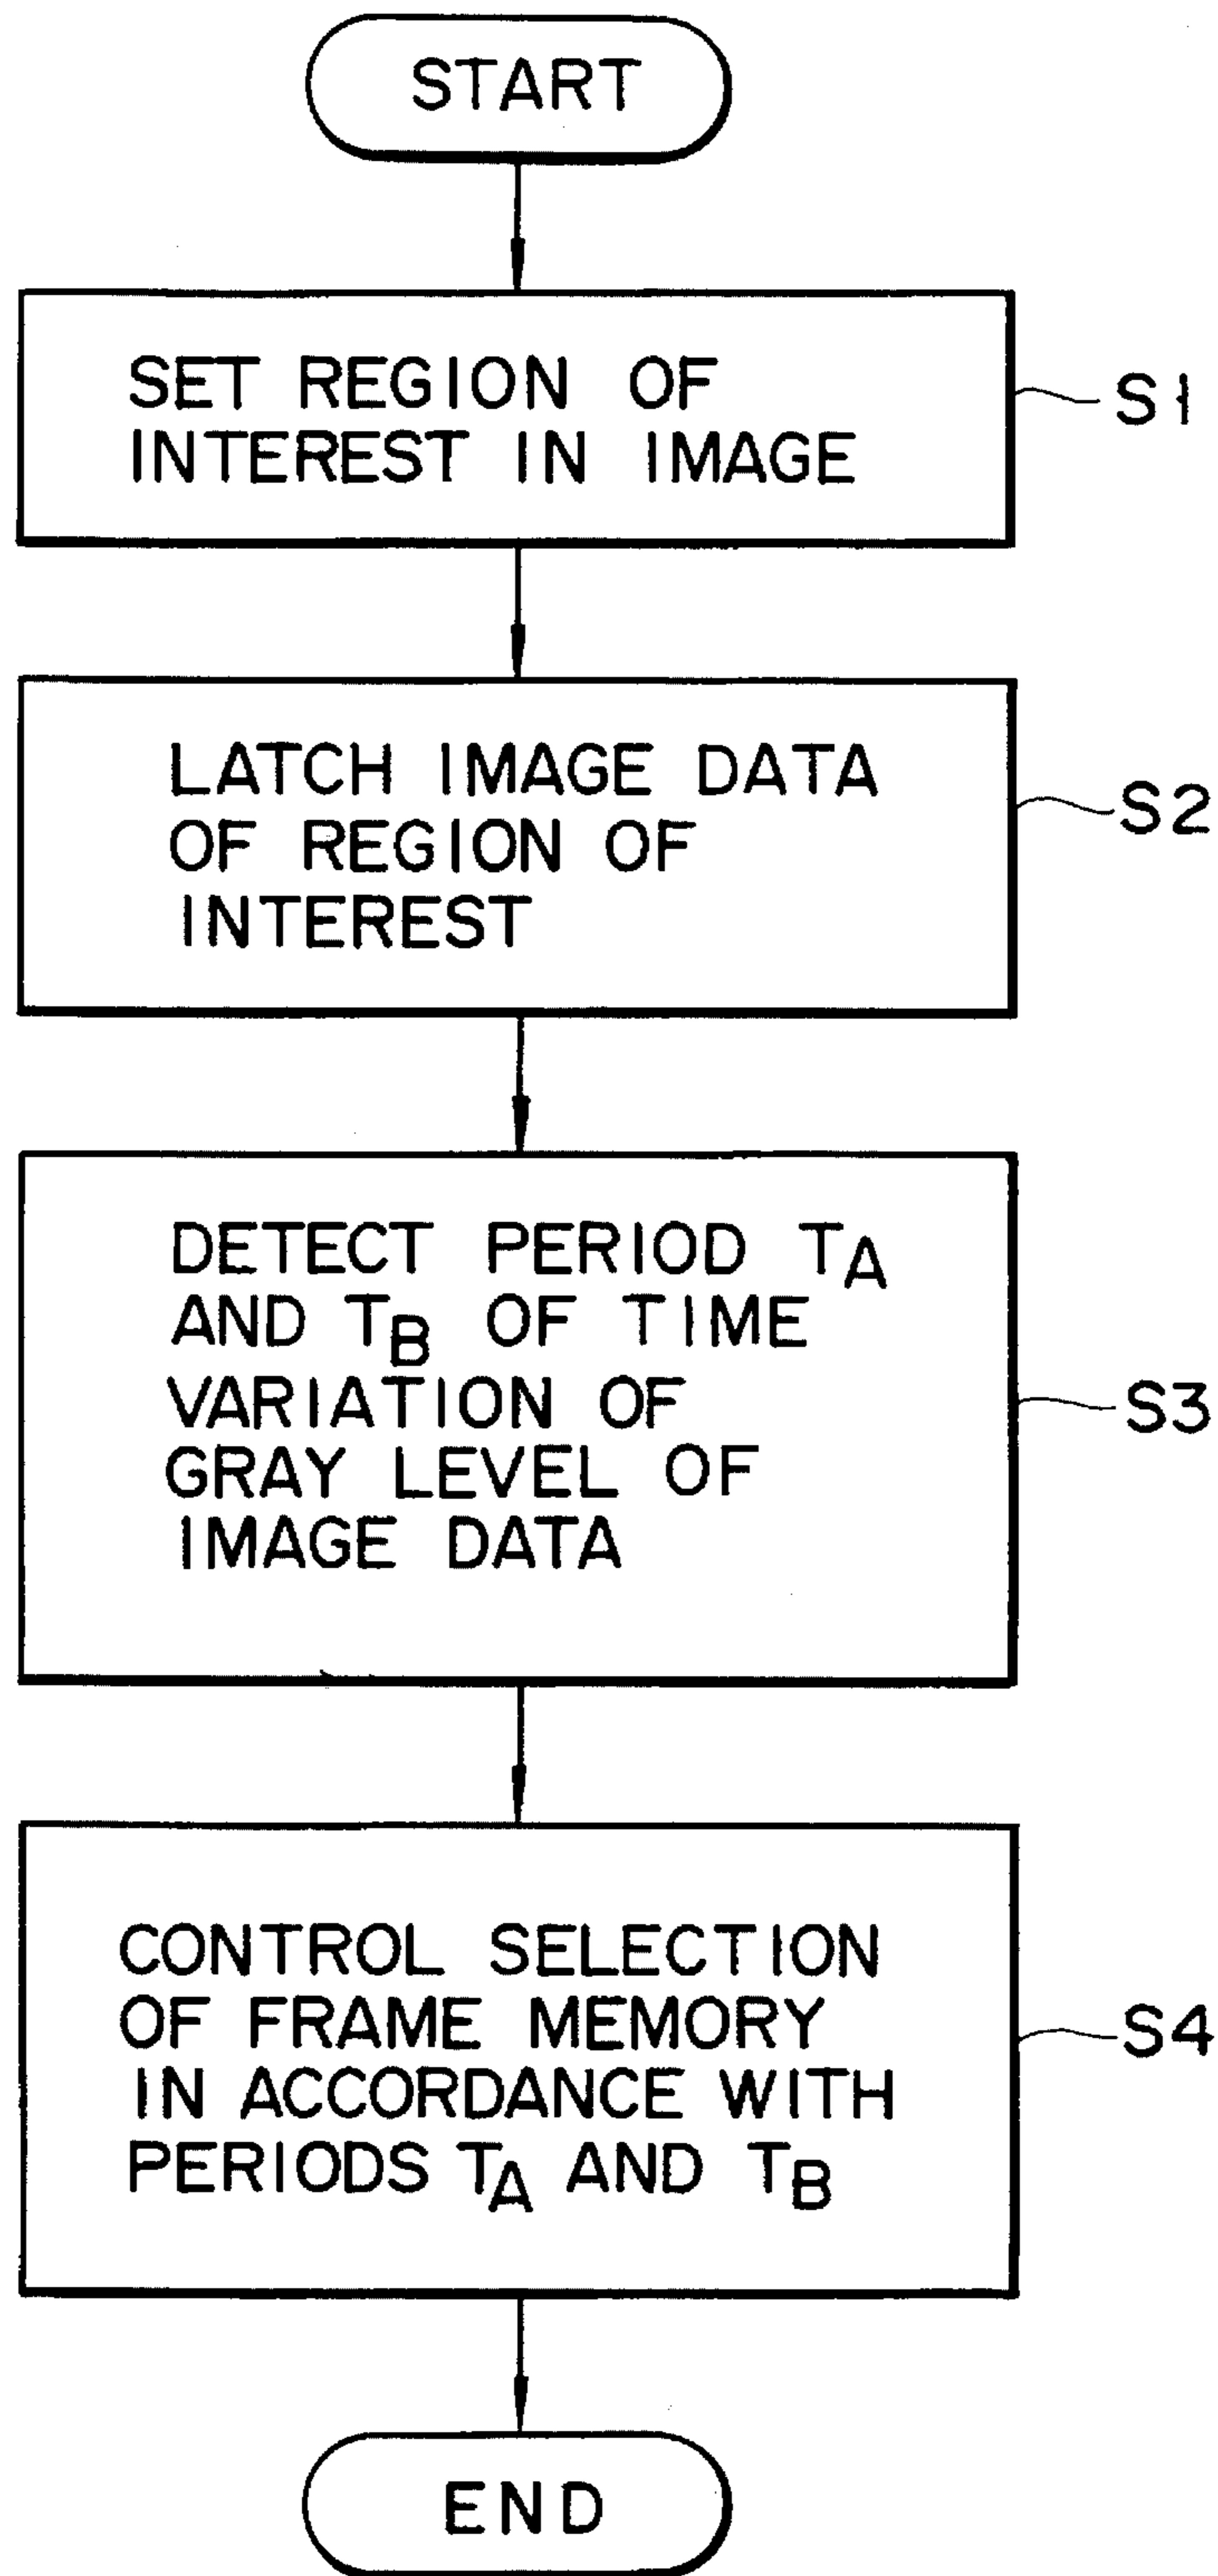 START
SET REGION OF
INTEREST IN IMAGE
S1
LATCH IMAGE DATA
OF REGION OF
INTEREST
S2
DETECT PERIOD TA
AND TB OF TIME
VARIATION OF
GRAY LEVEL OF
IMAGE DATA
S3
CONTROL SELECTION
OF FRAME MEMORY
IN ACCORDANCE WITH
PERIODS TA AND TB
S4
END